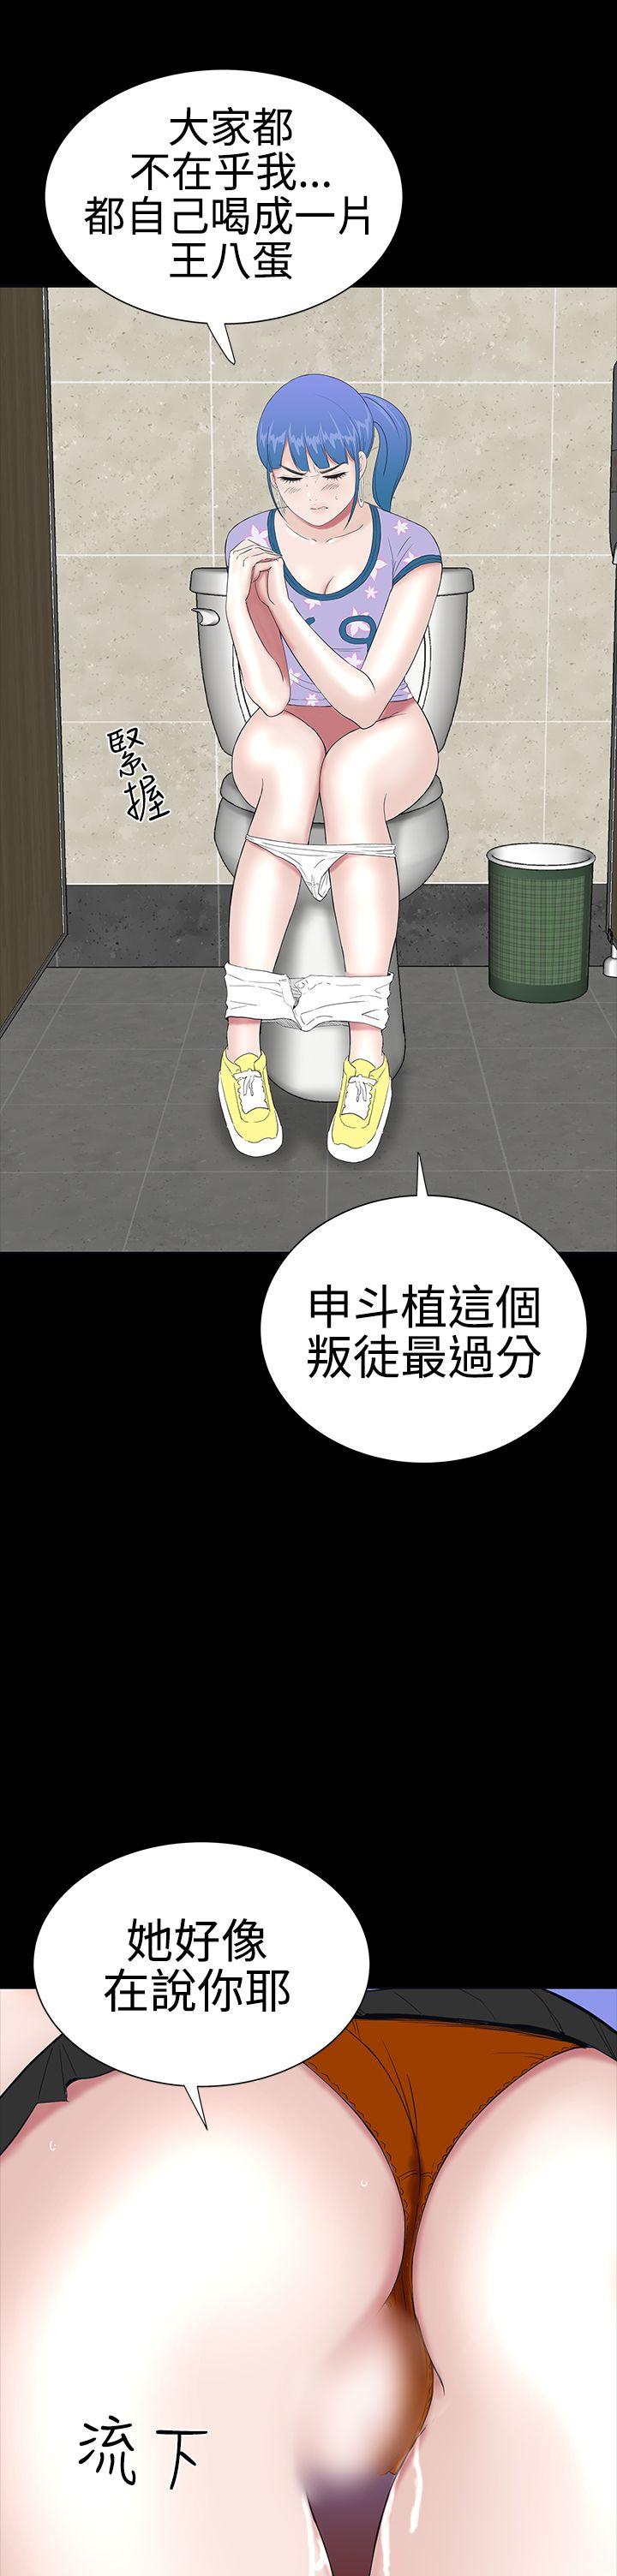 大家都
不在乎我...
都自己喝成一片
王八蛋
緊握
申斗植這個
叛徒最過分
她好像
在說你耶
流下